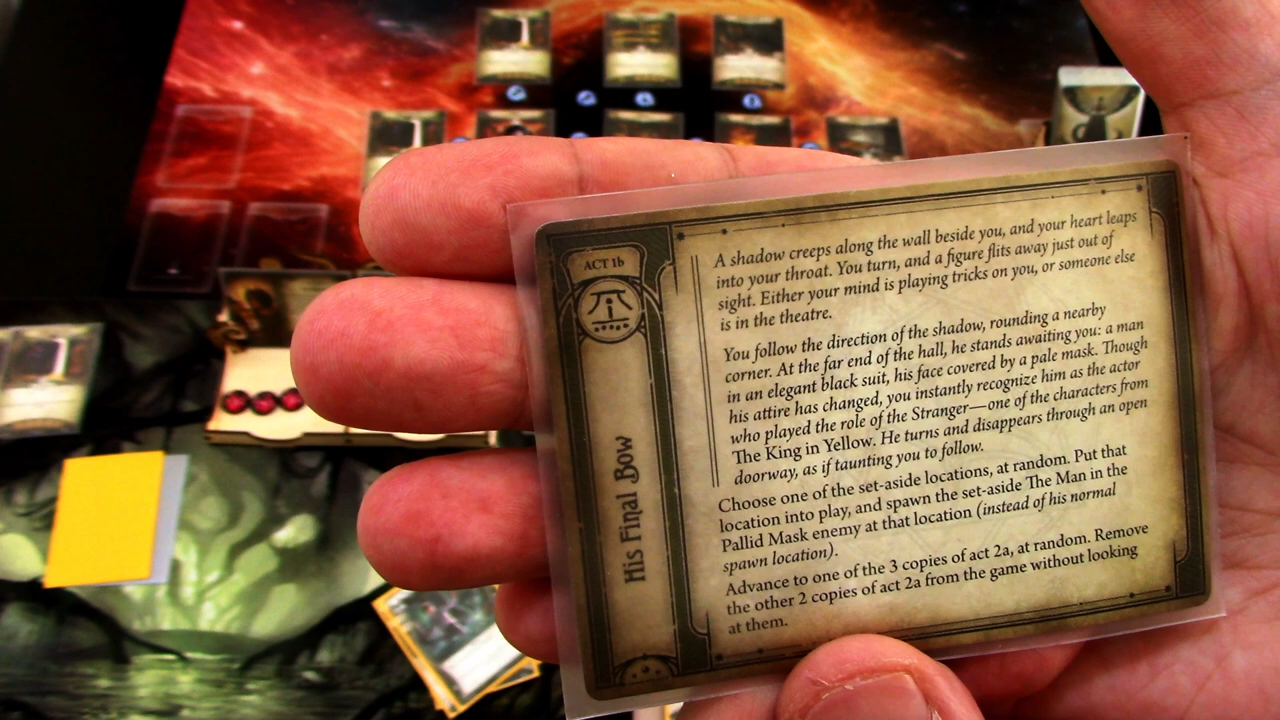 ACT 1b
His Final Bow
A shadow creeps along the wall beside you, and your heart leaps
into your throat. You turn, and a figure flits away just out of
sight. Either your mind is playing tricks on you, or someone else
is in the theatre.
You follow the direction of the shadow, rounding a nearby
corner. At the far end of the hall, he stands awaiting you: a man
in an elegant black suit, his face covered by a pale mask. Though
his attire has changed, you instantly recognize him as the actor
who played the role of the Stranger—one of the characters from
The King in Yellow. He turns and disappears through an open
doorway, as if taunting you to follow.
Choose one of the set-aside locations, at random. Put that
location into play, and spawn the set-aside The Man in the
Pallid Mask enemy at that location (instead of his normal
spawn location).
Advance to one of the 3 copies of act 2a, at random. Remove
the other 2 copies of act 2a from the game without looking
at them.